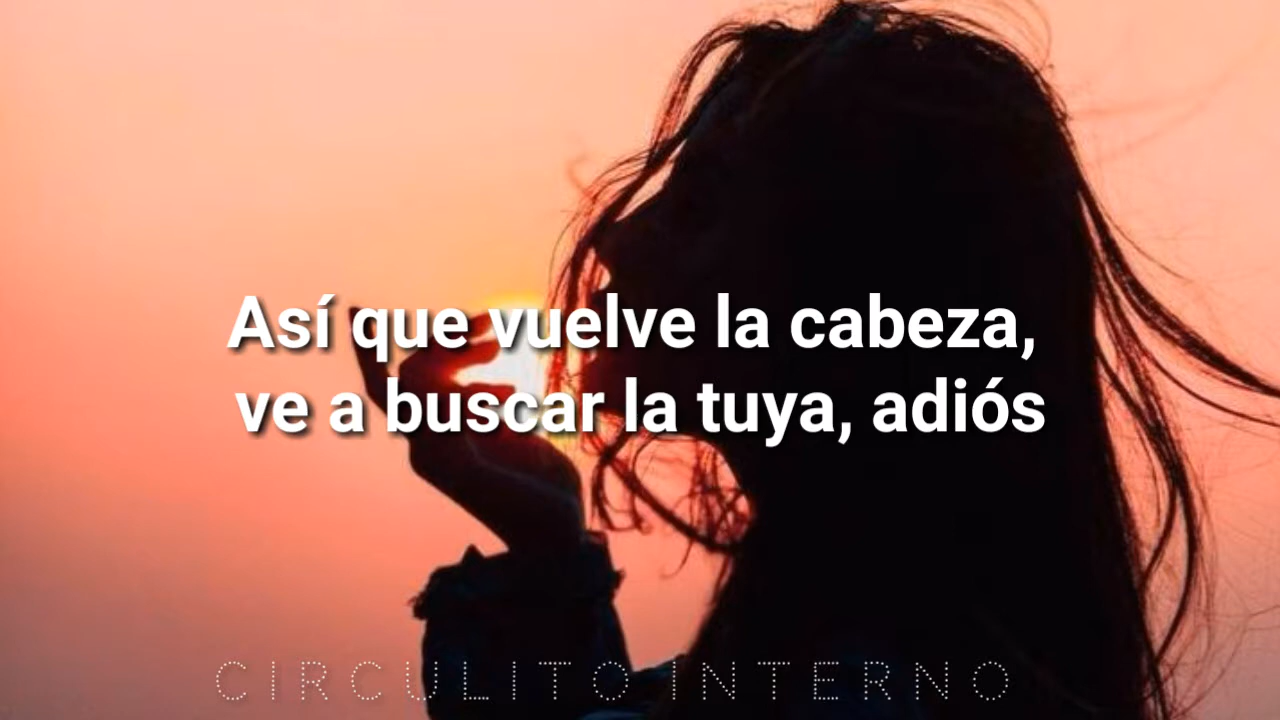 Así que vuelve la cabeza,
ve a buscar la tuya, adiós
CIRCULITO INTERNO